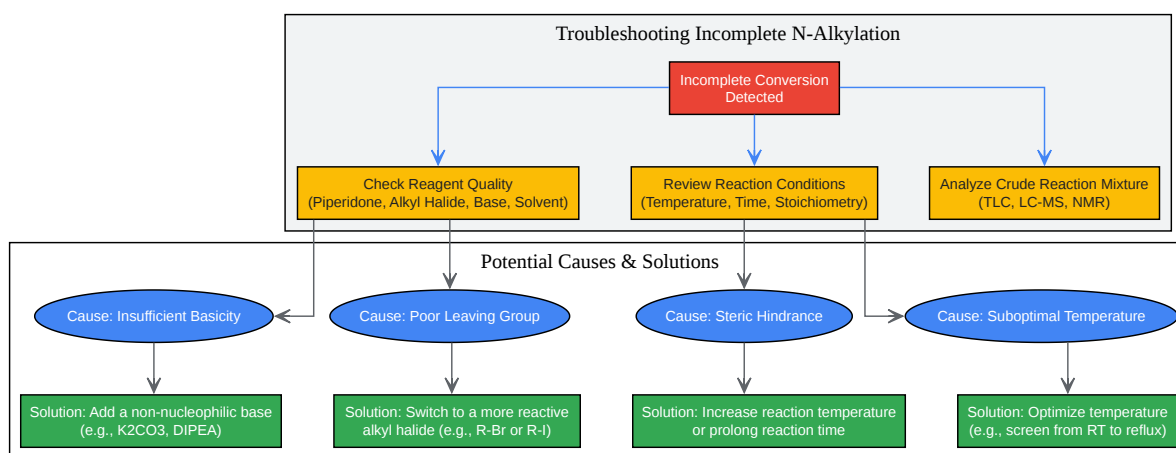 Troubleshooting Incomplete N-Alkylation
Incomplete Conversion
Detected
Check Reagent Quality
(Piperidone, Alkyl Halide, Base, Solvent)
Review Reaction Conditions
(Temperature, Time, Stoichiometry)
Analyze Crude Reaction Mixture
(TLC, LC-MS, NMR)
Potential Causes & Solutions
Cause: Insufficient Basicity
Cause: Poor Leaving Group
Cause: Steric Hindrance
Cause: Suboptimal Temperature
Solution: Add a non-nucleophilic base
(e.g., K2CO3, DIPEA)
Solution: Switch to a more reactive
alkyl halide (e.g., R-Br or R-I)
Solution: Increase reaction temperature
or prolong reaction time
Solution: Optimize temperature
(e.g., screen from RT to reflux)